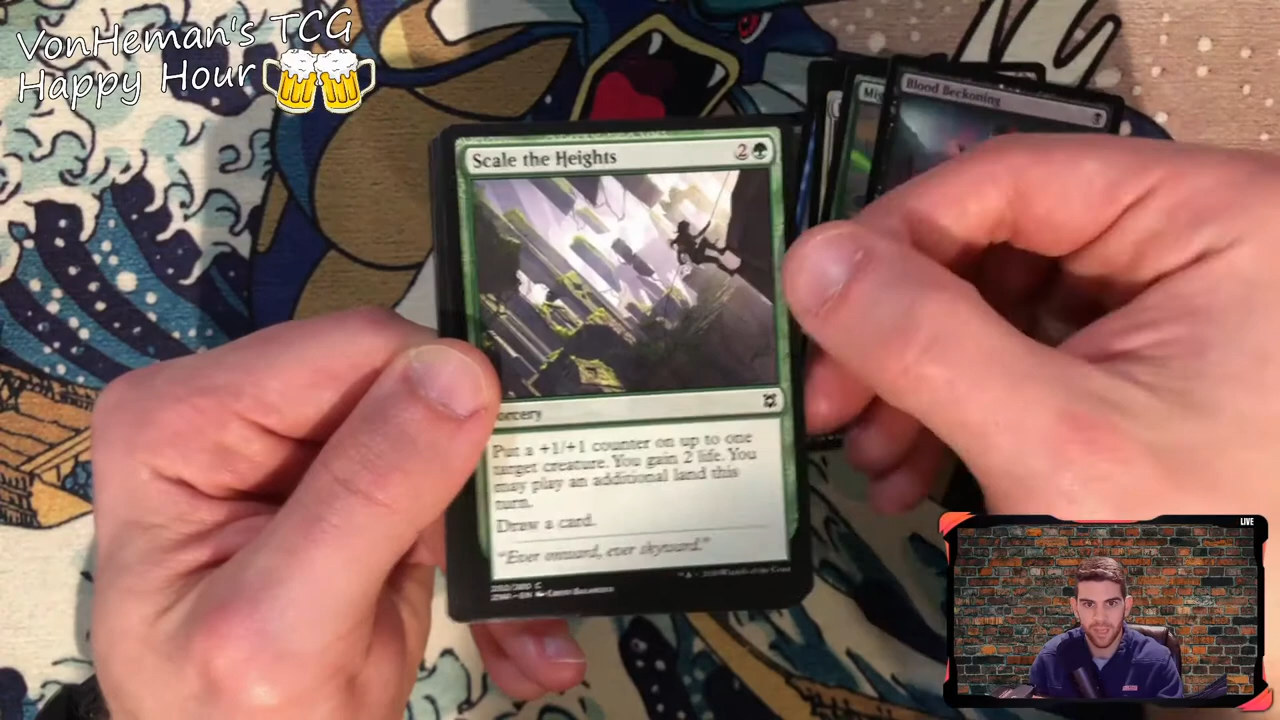 VonHeman's TCG
Happy Hour
LIVE
Blood Beckoning
Scale the Heights 2
Sorcery
Put a +1/+1 counter on up to one
target creature. You gain 2 life. You
may play an additional land this
turn.
Draw a card.
"Ever onward, ever skyward."